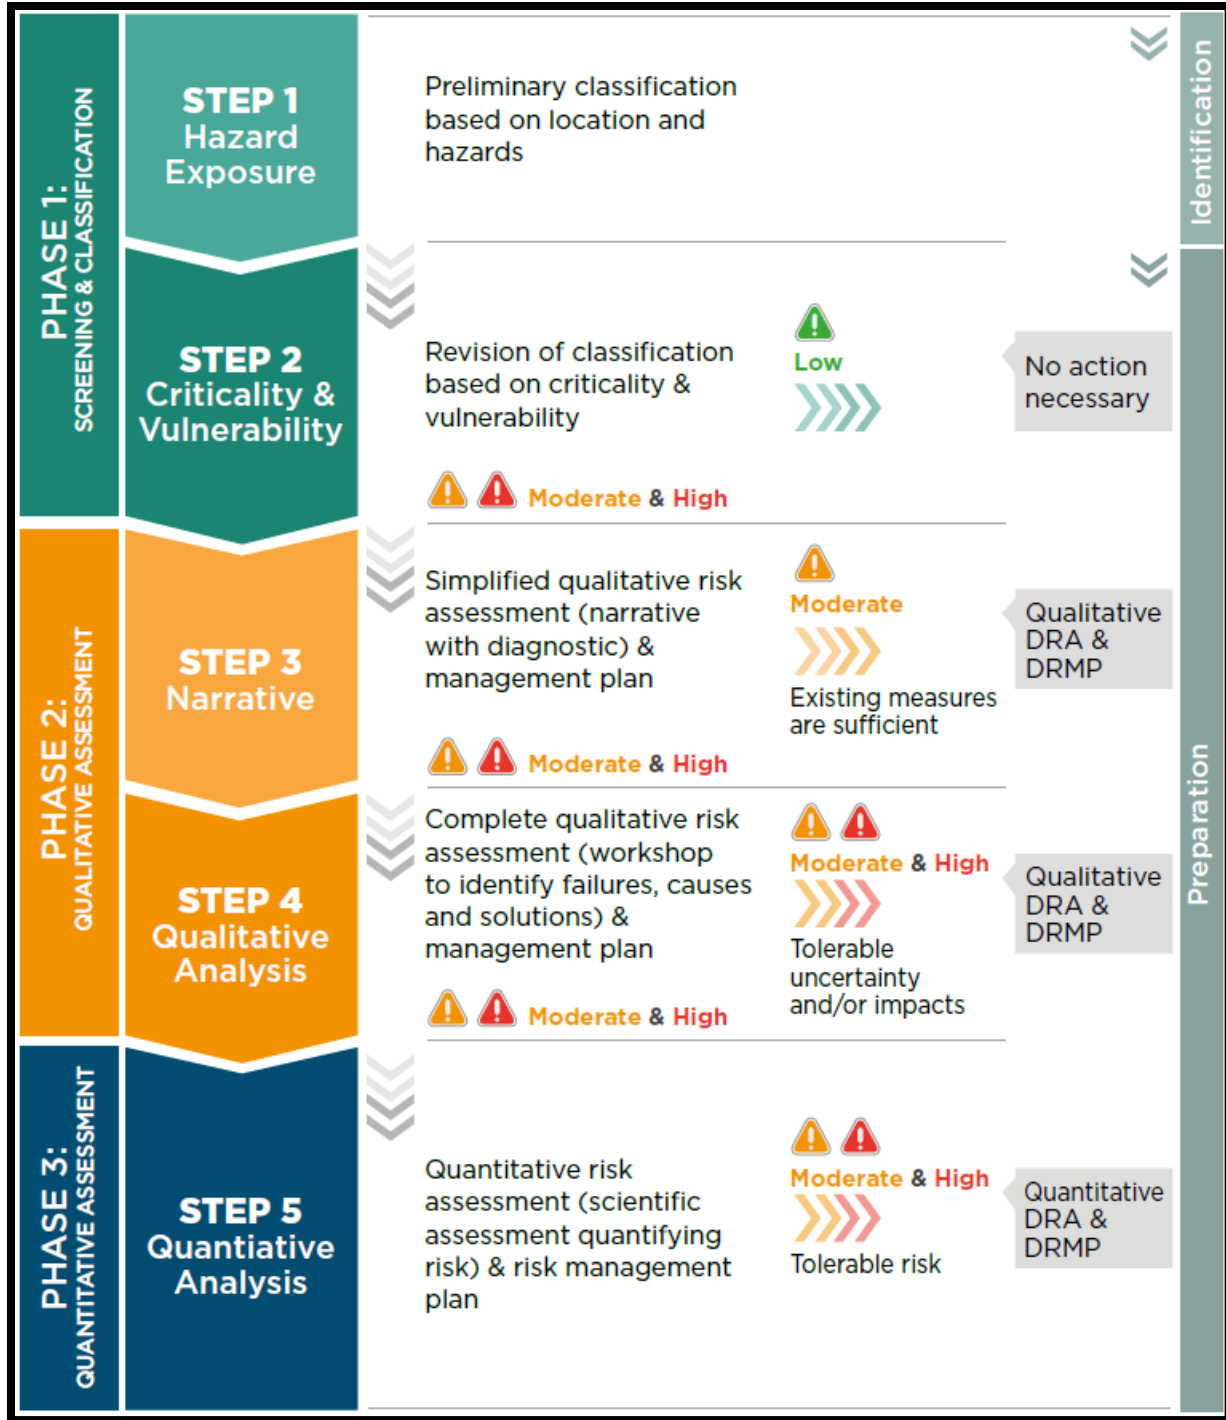 PHASE 1:
SCREENING & CLASSIFICATION
STEP 1
Hazard
Exposure
Preliminary classification
based on location and
hazards
Identification
STEP 2
Criticality &
Vulnerability
Revision of classification
based on criticality &
vulnerability
Low
No action
necessary
Moderate & High
PHASE 2:
QUALITATIVE ASSESSMENT
STEP 3
Narrative
Simplified qualitative risk
assessment (narrative
with diagnostic) &
management plan
Moderate
Existing measures
are sufficient
Qualitative
DRA &
DRMP
Moderate & High
Preparation
STEP 4
Qualitative
Analysis
Complete qualitative risk
assessment (workshop
to identify failures, causes
and solutions) &
management plan
Moderate & High
Tolerable
uncertainty
and/or impacts
Qualitative
DRA &
DRMP
Moderate & High
PHASE 3:
QUANTITATIVE ASSESSMENT
STEP 5
Quantiative
Analysis
Quantitative risk
assessment (scientific
assessment quantifying
risk) & risk management
plan
Moderate & High
Tolerable risk
Quantitative
DRA &
DRMP